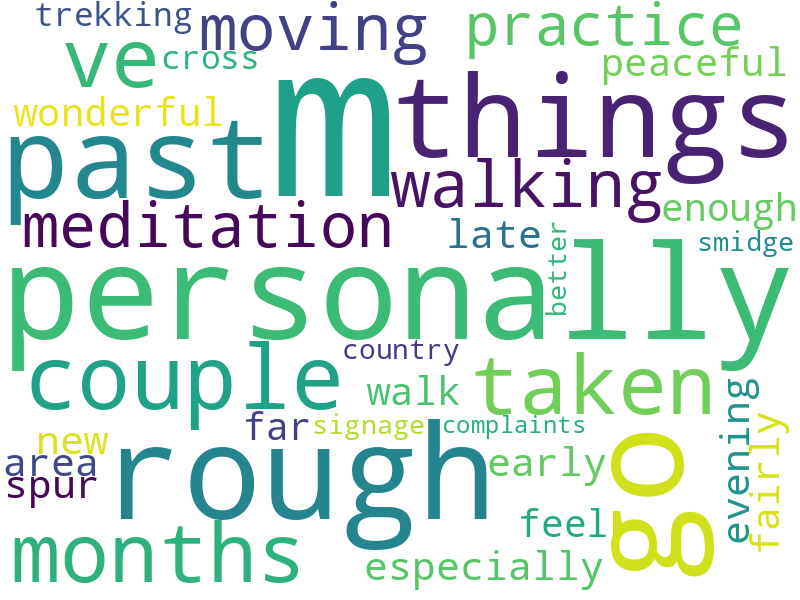 trekking
moving
practice
ve
cross
peaceful
wonderful
m
things
past
walking
meditation
enough
late
smidge
better
personally
country
couple
walk
taken
far
signage
complaints
new
area
rough
early
go
evening
fairly
spur
feel
months
especially